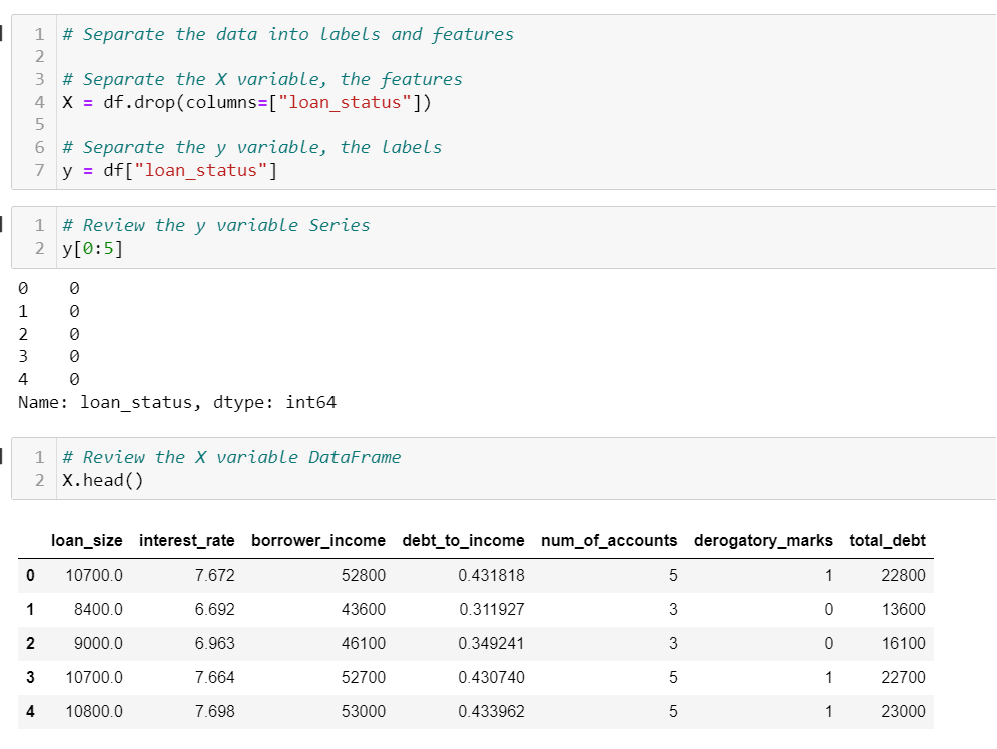 1 # Separate the data into labels and features
2
3 # Separate the X variable, the features
4 X = df.drop(columns=["loan_status"])
5
6 # Separate the y variable, the labels
7 y = df["loan_status"]
1 # Review the y variable Series
2 y[0:5]
0 0
1 0
2 0
3 0
4 0
Name: loan_status, dtype: int64
1 # Review the X variable DataFrame
2 X.head()
loan_size interest_rate borrower_income debt_to_income num_of_accounts derogatory_marks total_debt
0 10700.0 7.672 52800 0.431818 5 1 22800
1 8400.0 6.692 43600 0.311927 3 0 13600
2 9000.0 6.963 46100 0.349241 3 0 16100
3 10700.0 7.664 52700 0.430740 5 1 22700
4 10800.0 7.698 53000 0.433962 5 1 23000